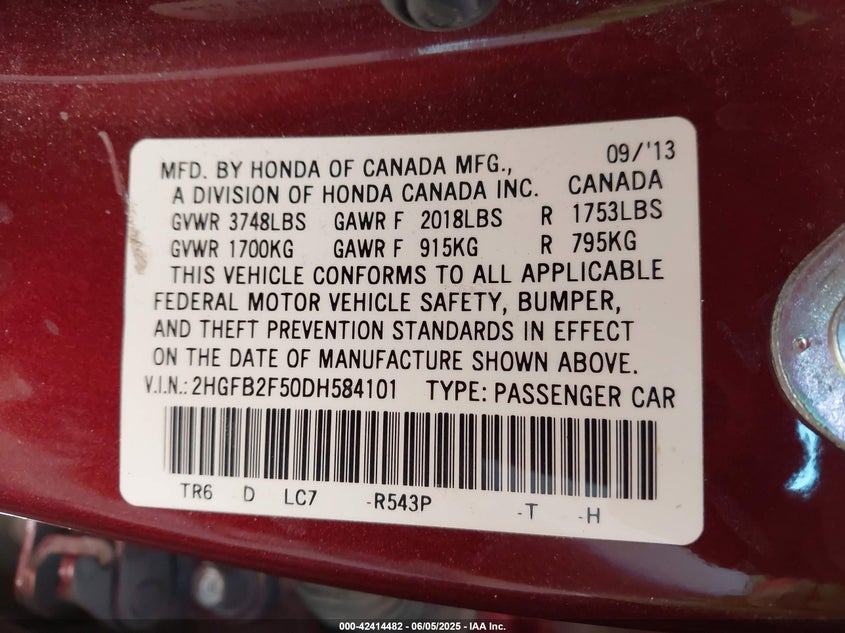 MFD. BY HONDA OF CANADA MFG., 09/'13
A DIVISION OF HONDA CANADA INC. CANADA
GVWR 3748LBS GAWR F 2018LBS R 1753LBS
GVWR 1700KG GAWR F 915KG R 795KG
THIS VEHICLE CONFORMS TO ALL APPLICABLE
FEDERAL MOTOR VEHICLE SAFETY, BUMPER,
AND THEFT PREVENTION STANDARDS IN EFFECT
ON THE DATE OF MANUFACTURE SHOWN ABOVE.
V.I.N.: 2HGFB2F50DH584101 TYPE: PASSENGER CAR
TR6 D LC7 -R543P -T -H
000-42414482 - 06/05/2025 - IAA Inc.